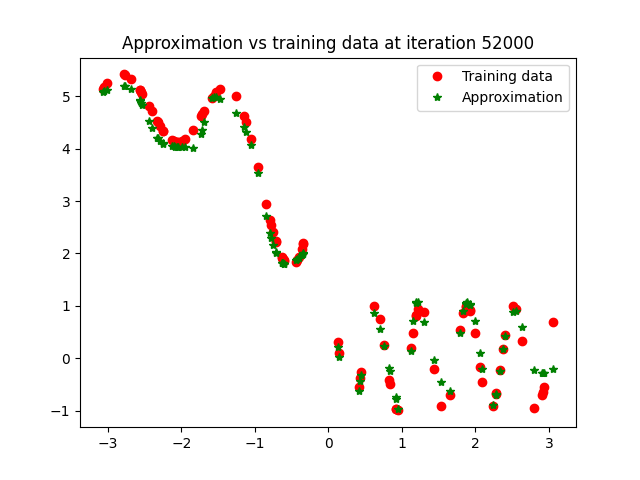 Approximation vs training data at iteration 52000
Training data
Approximation
5
4
3
2
1
0
−1
−3 −2 −1 0 1 2 3